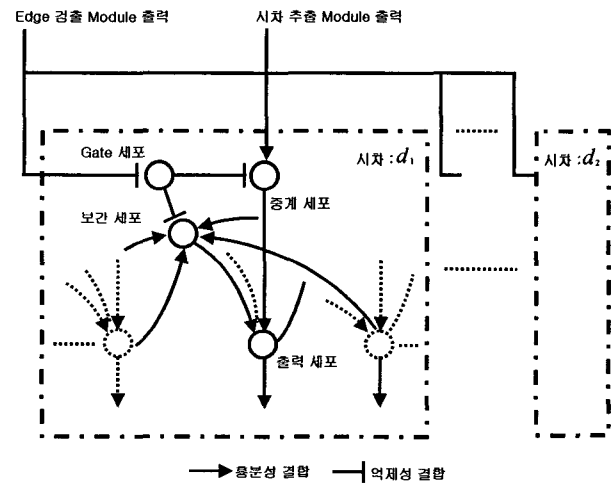 Edge 검출 Module 출력
시차 추출 Module 출력
Gate 세포
시차 : d₁
시차 : d₂
중계 세포
보간 세포
출력 세포
흥분성 결합
억제성 결합